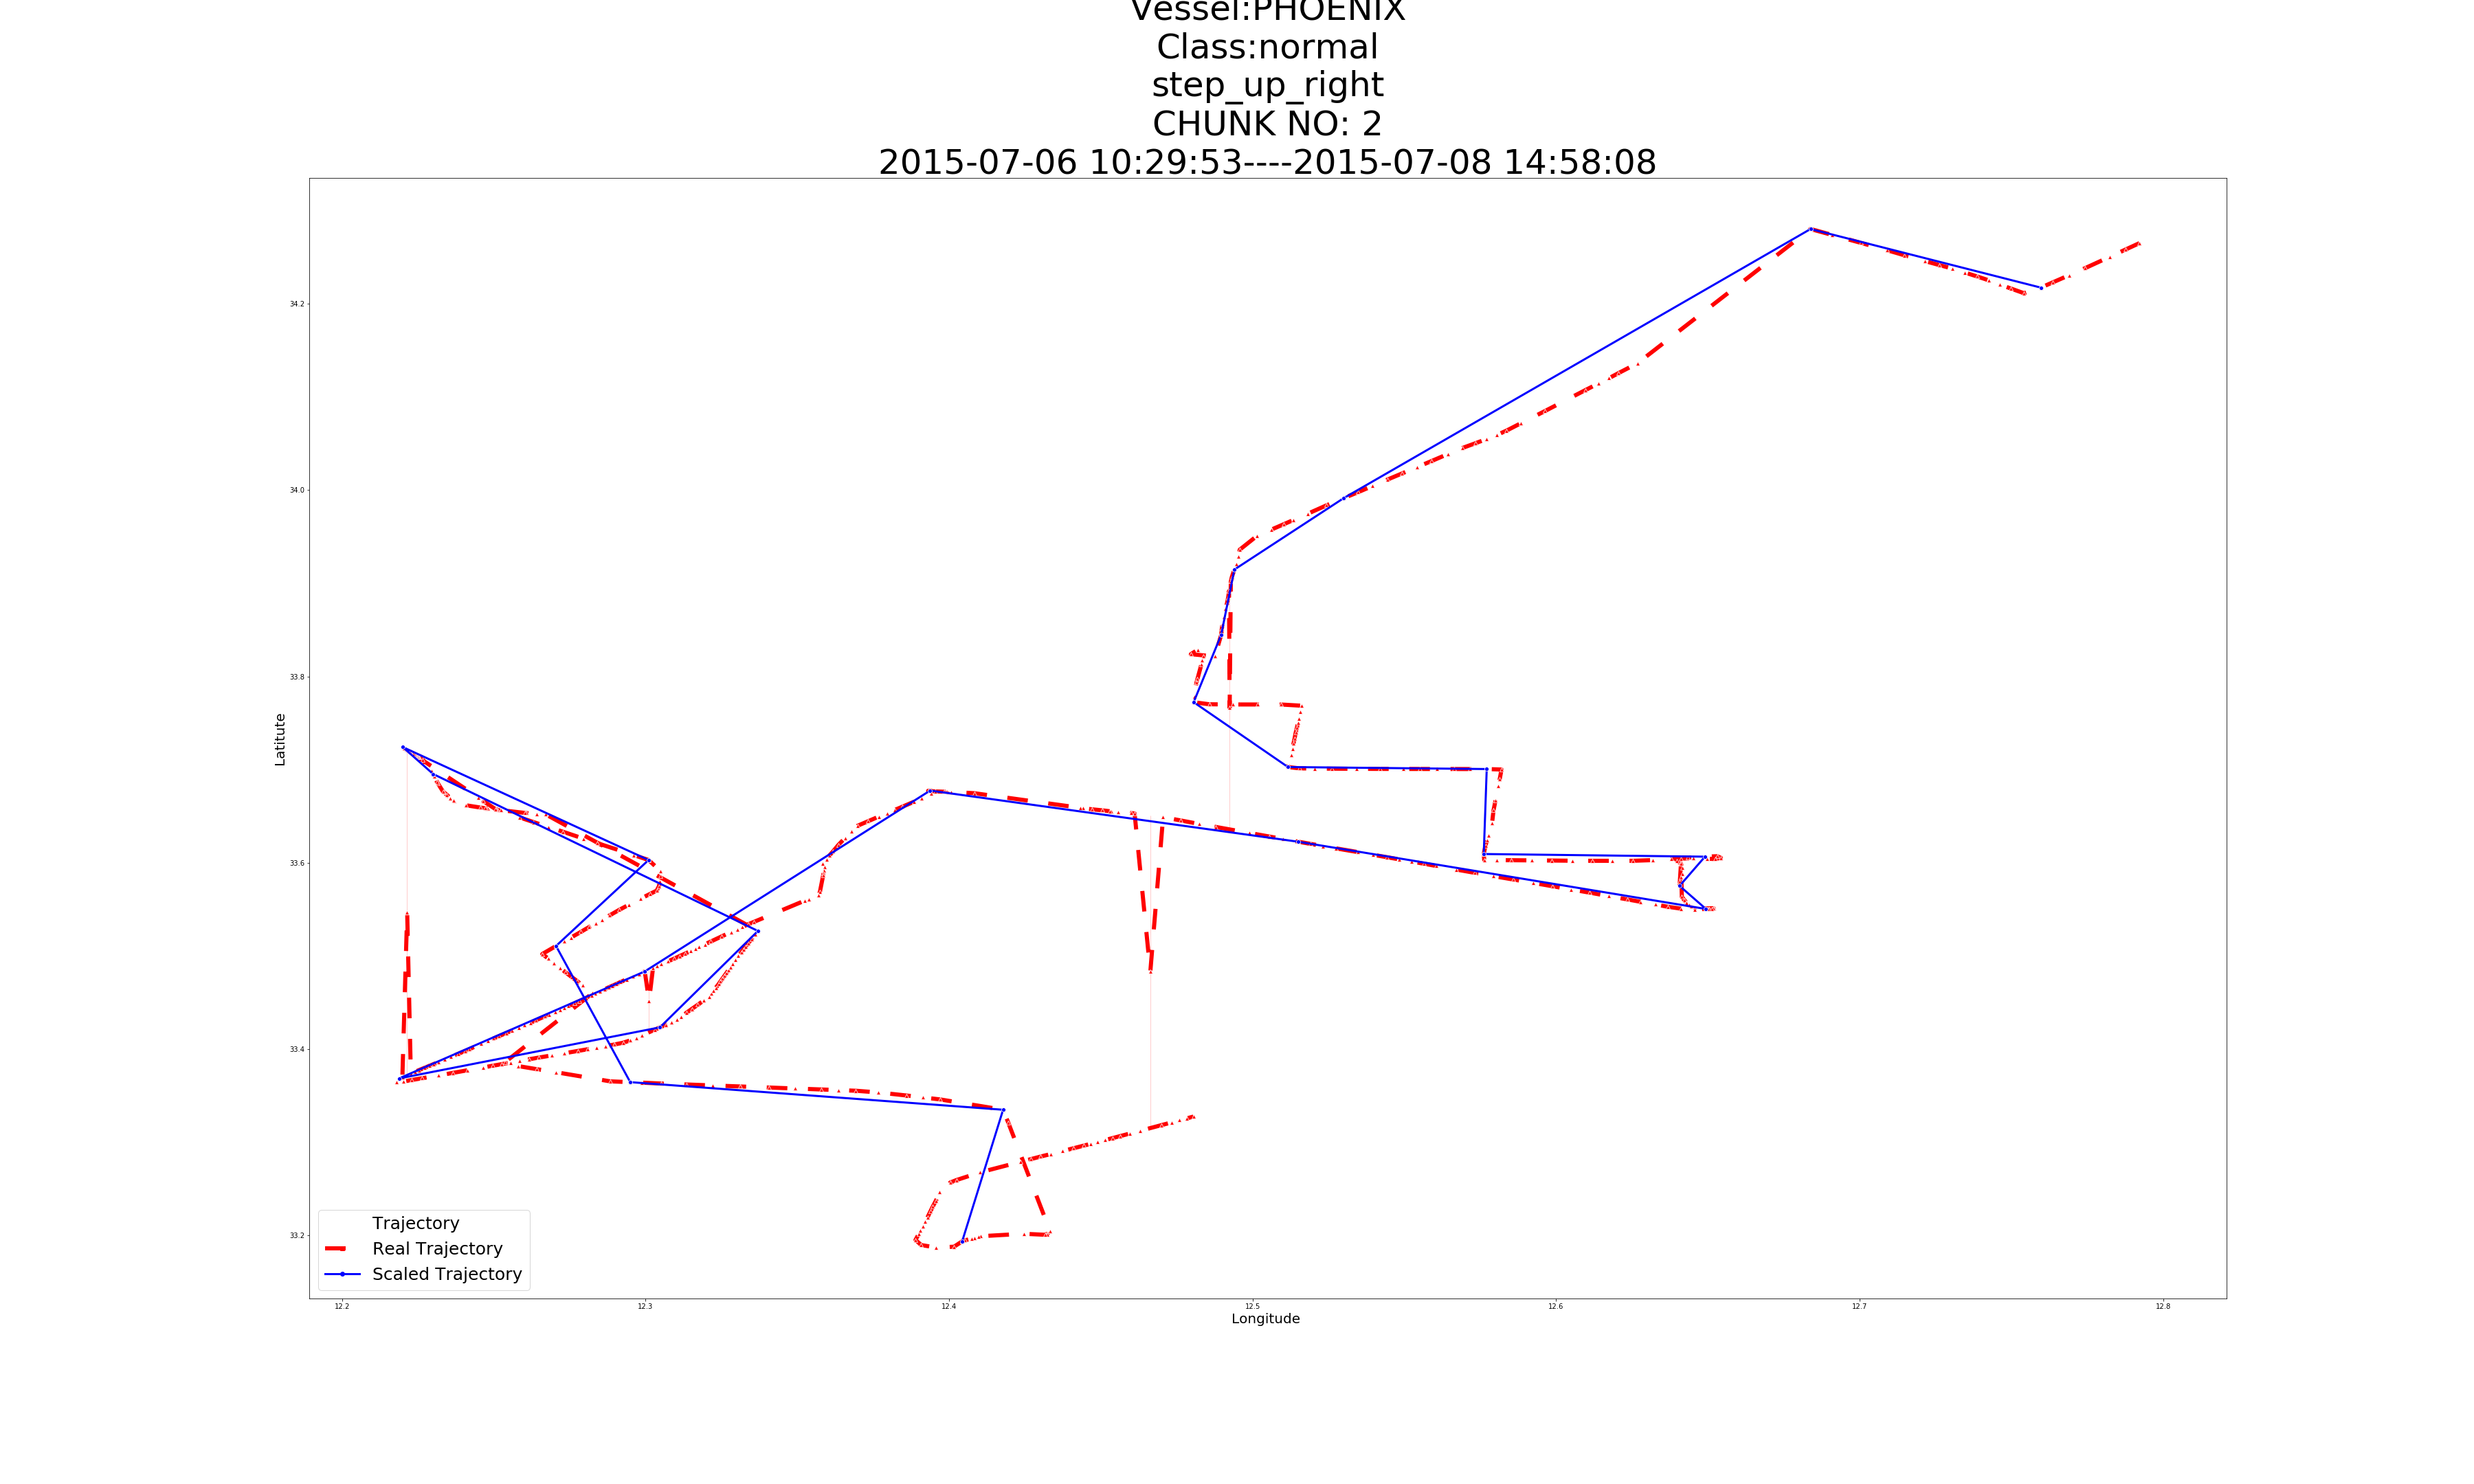 Vessel:PHOENIX
Class:normal
step_up_right
CHUNK NO: 2
2015-07-06 10:29:53----2015-07-08 14:58:08
34.2
34.0
33.8
33.6
33.4
33.2
Latitute
Trajectory
Real Trajectory
Scaled Trajectory
12.2
12.3
12.4
12.5
12.6
12.7
12.8
Longitude